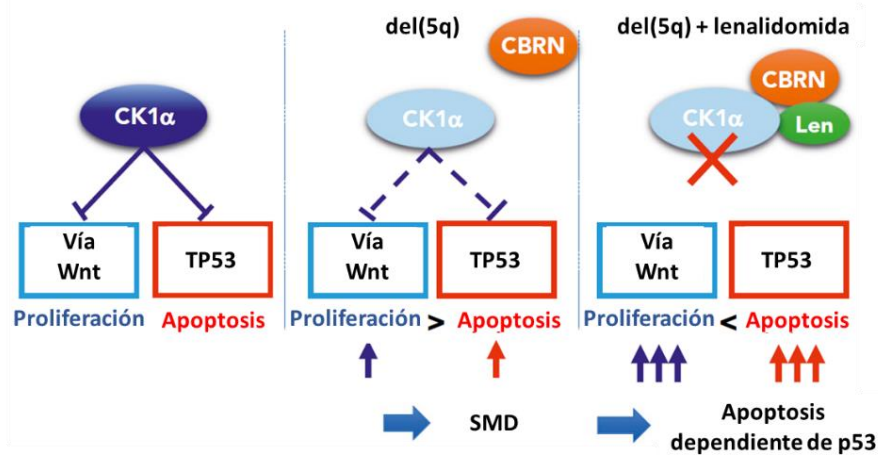 del(5q)
del(5q) + lenalidomida
CBRN
CBRN
CK1α
CK1α
CK1α
Len
Vía
Wnt
TP53
Vía
Wnt
TP53
Vía
Wnt
TP53
Proliferación Apoptosis
Proliferación > Apoptosis
Proliferación < Apoptosis
SMD
Apoptosis
dependiente de p53